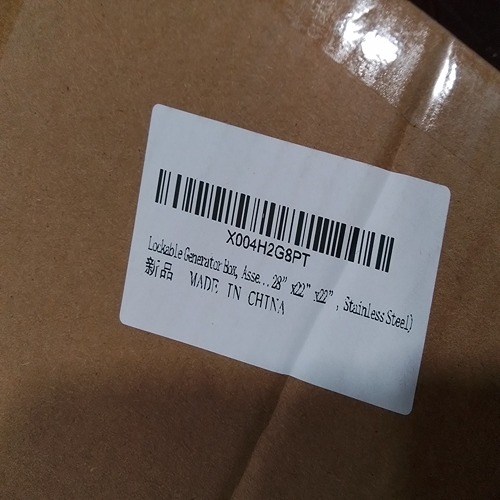 X004H2G8PT
Lockable Generator Box, Asse...28" x22" x22" , Stainless Steel)
新品 MADE IN CHINA